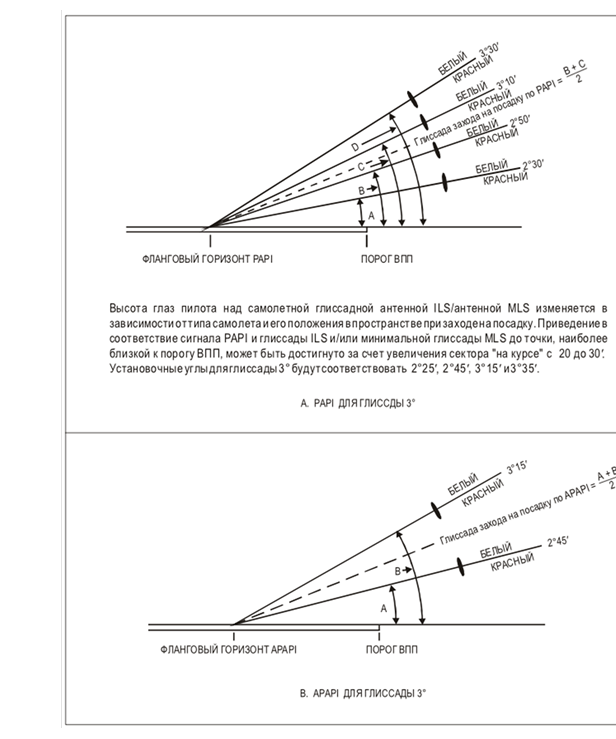 БЕЛЫЙ 3°30′
КРАСНЫЙ
БЕЛЫЙ 3°10′
КРАСНЫЙ
Глиссада захода на посадку по PAPI = B + C
2
БЕЛЫЙ 2°50′
КРАСНЫЙ
БЕЛЫЙ 2°30′
КРАСНЫЙ
D
C
B
A
ФЛАНГОВЫЙ ГОРИЗОНТ PAPI ПОРОГ ВПП
Высота глаз пилота над самолетной глиссадной антенной ILS/антенной MLS изменяется в
зависимости от типа самолета и его положения в пространстве при заходе на посадку. Приведение в
соответствие сигнала PAPI и глиссады ILS и/или минимальной глиссады MLS до точки, наиболее
близкой к порогу ВПП, может быть достигнуто за счет увеличения сектора "на курсе" с 20 до 30′.
Установочные углы для глиссады 3° будут соответствовать 2°25′, 2°45′, 3°15′ и 3°35′.
A. PAPI ДЛЯ ГЛИССДЫ 3°
БЕЛЫЙ 3°15′
КРАСНЫЙ
Глиссада захода на посадку по APAPI = A + B
2
БЕЛЫЙ 2°45′
КРАСНЫЙ
B
A
ФЛАНГОВЫЙ ГОРИЗОНТ APAPI ПОРОГ ВПП
B. APAPI ДЛЯ ГЛИССАДЫ 3°